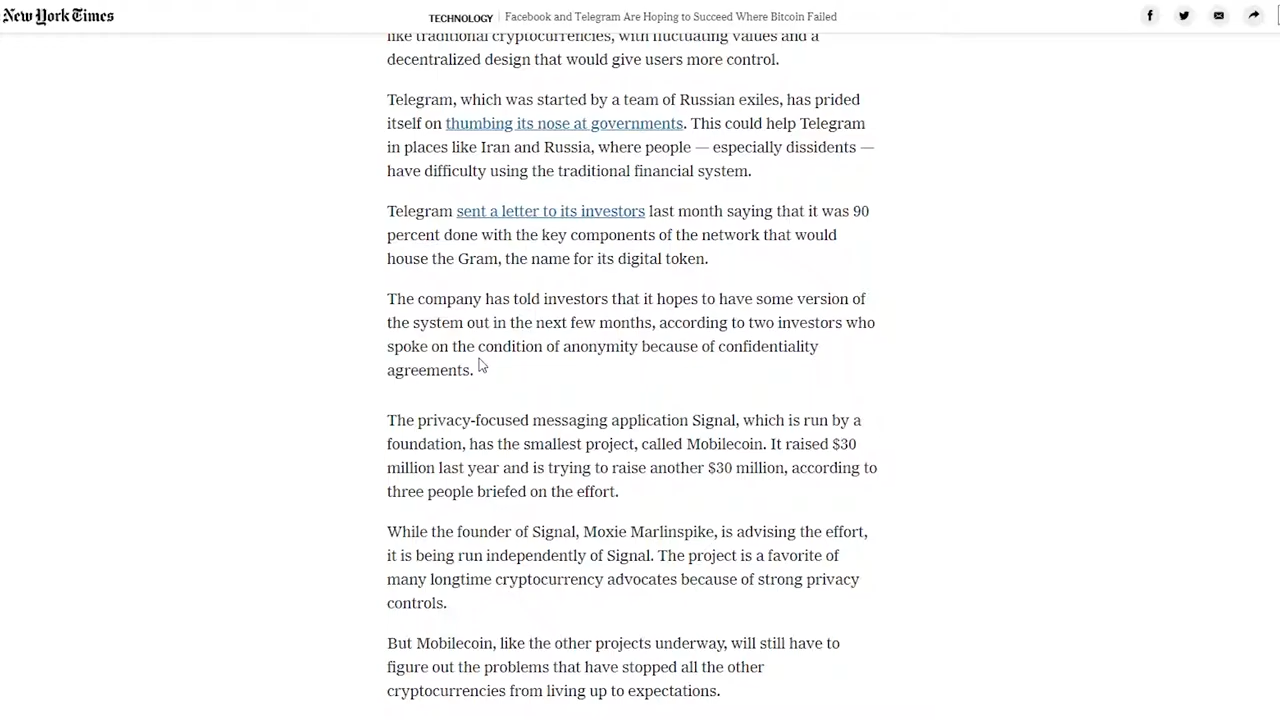 New York Times
TECHNOLOGY | Facebook and Telegram Are Hoping to Succeed Where Bitcoin Failed
like traditional cryptocurrencies, with fluctuating values and a
decentralized design that would give users more control.
Telegram, which was started by a team of Russian exiles, has prided
itself on thumbing its nose at governments. This could help Telegram
in places like Iran and Russia, where people — especially dissidents —
have difficulty using the traditional financial system.
Telegram sent a letter to its investors last month saying that it was 90
percent done with the key components of the network that would
house the Gram, the name for its digital token.
The company has told investors that it hopes to have some version of
the system out in the next few months, according to two investors who
spoke on the condition of anonymity because of confidentiality
agreements.
The privacy-focused messaging application Signal, which is run by a
foundation, has the smallest project, called Mobilecoin. It raised $30
million last year and is trying to raise another $30 million, according to
three people briefed on the effort.
While the founder of Signal, Moxie Marlinspike, is advising the effort,
it is being run independently of Signal. The project is a favorite of
many longtime cryptocurrency advocates because of strong privacy
controls.
But Mobilecoin, like the other projects underway, will still have to
figure out the problems that have stopped all the other
cryptocurrencies from living up to expectations.